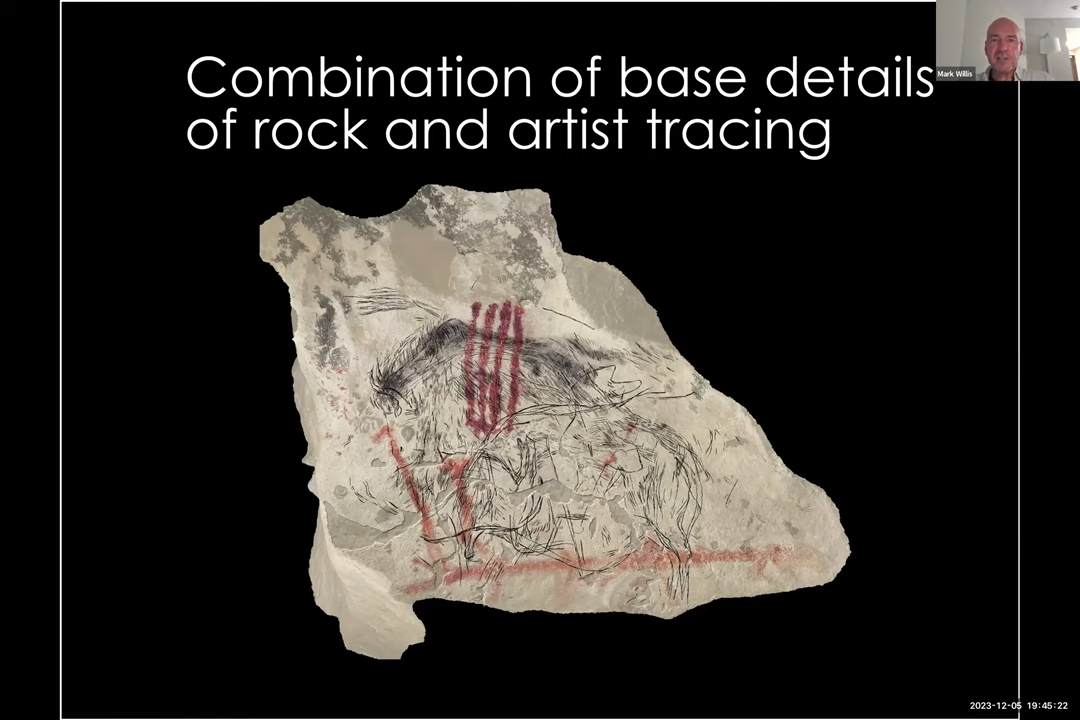 Combination of base details
of rock and artist tracing
Mark Willis
2023-12-05 19:45:22